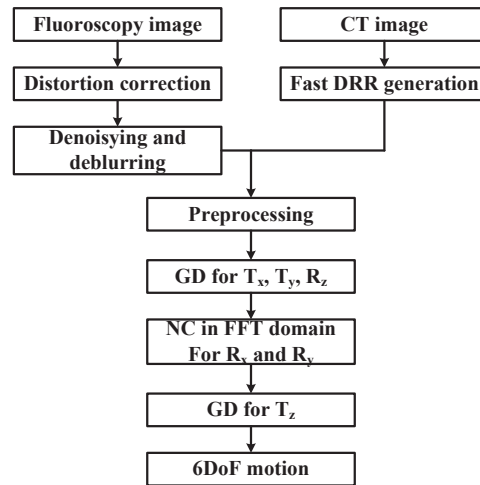 Fluoroscopy image
CT image
Distortion correction
Fast DRR generation
Denoisying and
deblurring
Preprocessing
GD for Tx, Ty, Rz
NC in FFT domain
For Rx and Ry
GD for Tz
6DoF motion